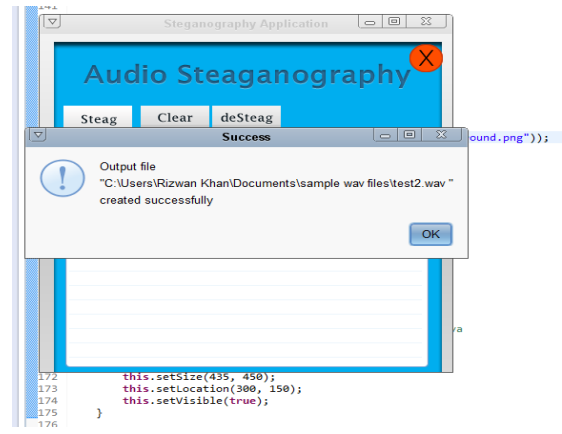 141
Steganography Application
X
Audio Steaganography
Steag Clear deSteag
Success
ound.png"));
Output file
"C:\Users\Rizwan Khan\Documents\sample wav files\test2.wav "
created successfully
OK
va
172 this.setSize(435, 450);
173 this.setLocation(300, 150);
174 this.setVisible(true);
175 }
176